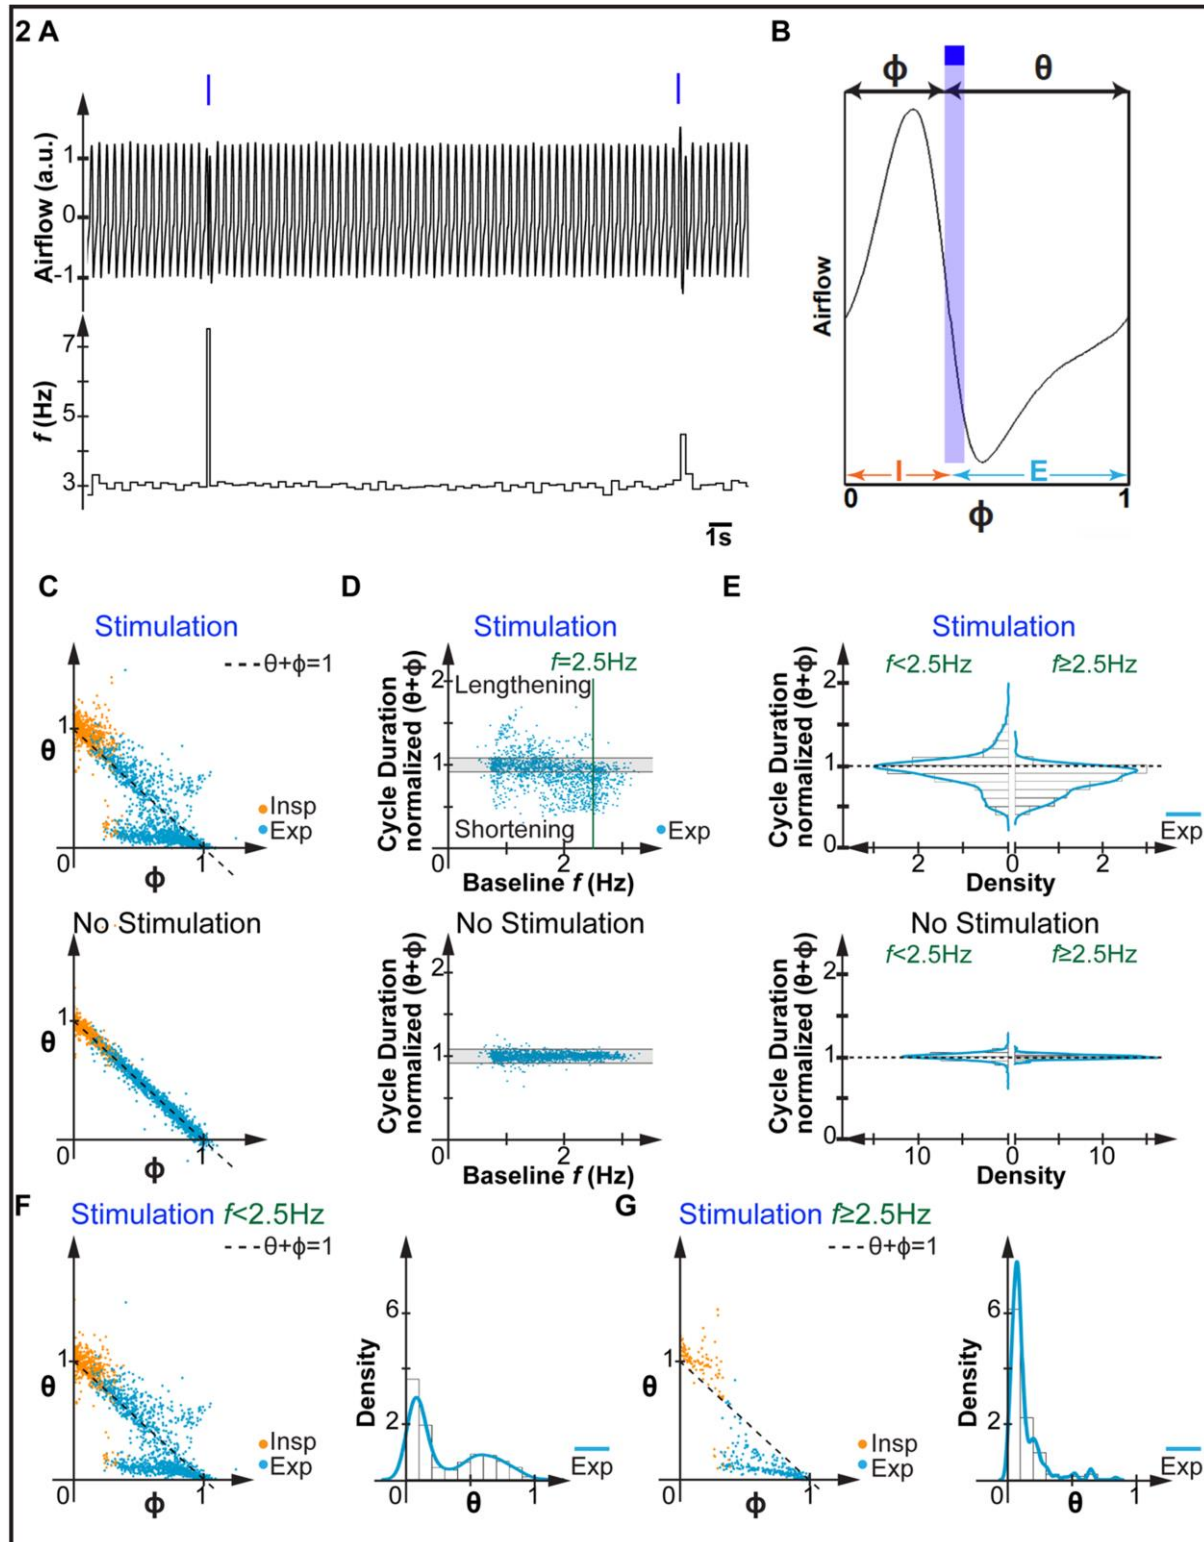 2 A
B
Airflow (a.u.)
1
0
-1
f (Hz)
7
5
3
1s
ϕ
θ
Airflow
I
E
0
1
ϕ
C
D
E
Stimulation
θ+ϕ=1
1
θ
Insp
Exp
0
1
ϕ
Stimulation
f=2.5Hz
Cycle Duration
normalized (θ+ϕ)
2
Lengthening
1
Shortening
Exp
0
2
Baseline f (Hz)
Stimulation
f<2.5Hz
f≥2.5Hz
Cycle Duration
normalized (θ+ϕ)
2
1
0
Exp
2
0
2
Density
No Stimulation
1
θ
0
1
ϕ
No Stimulation
Cycle Duration
normalized (θ+ϕ)
2
1
0
2
Baseline f (Hz)
No Stimulation
f<2.5Hz
f≥2.5Hz
Cycle Duration
normalized (θ+ϕ)
2
1
0
10
0
10
Density
F
Stimulation f<2.5Hz
θ+ϕ=1
1
θ
Insp
Exp
0
1
ϕ
Density
6
2
Exp
0
1
θ
G
Stimulation f≥2.5Hz
θ+ϕ=1
1
θ
Insp
Exp
0
1
ϕ
Density
6
2
Exp
0
1
θ